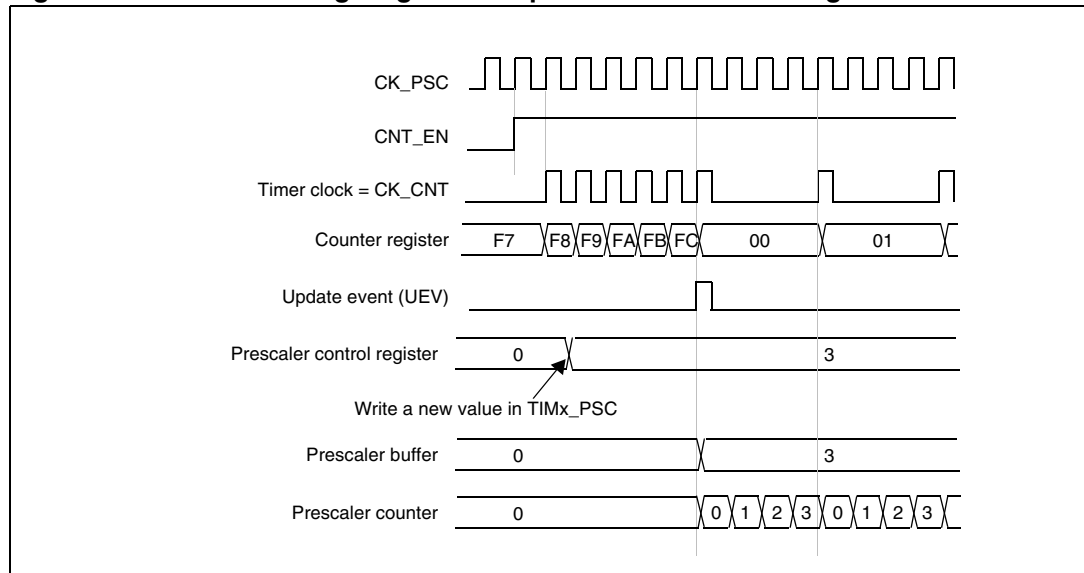 CK_PSC
CNT_EN
Timer clock = CK_CNT
Counter register F7 F8 F9 FA FB FC 00 01
Update event (UEV)
Prescaler control register 0 3
Write a new value in TIMx_PSC
Prescaler buffer 0 3
Prescaler counter 0 0 1 2 3 0 1 2 3